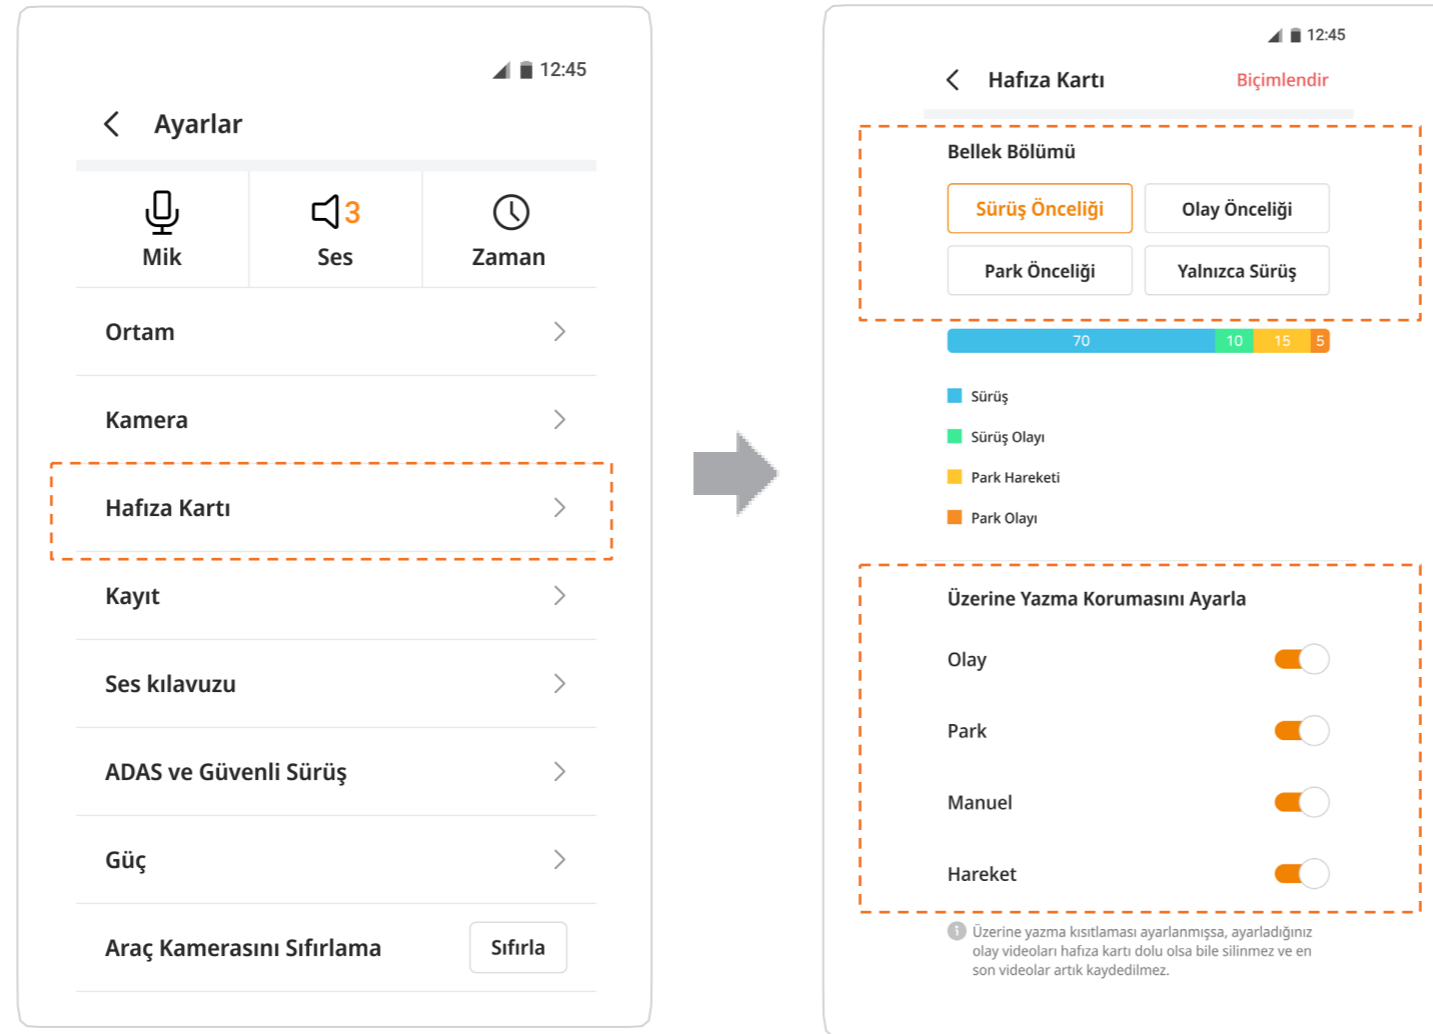 12:45
Ayarlar
Mik
3
Ses
Zaman
Ortam
Kamera
Hafıza Kartı
Kayıt
Ses kılavuzu
ADAS ve Güvenli Sürüş
Güç
Araç Kamerasını Sıfırlama
Sıfırla
12:45
Hafıza Kartı
Biçimlendir
Bellek Bölümü
Sürüş Önceliği
Olay Önceliği
Park Önceliği
Yalnızca Sürüş
70 10 15 5
Sürüş
Sürüş Olayı
Park Hareketi
Park Olayı
Üzerine Yazma Korumasını Ayarla
Olay
Park
Manuel
Hareket
Üzerine yazma kısıtlaması ayarlanmışsa, ayarladığınız
olay videoları hafıza kartı dolu olsa bile silinmez ve en
son videolar artık kaydedilmez.